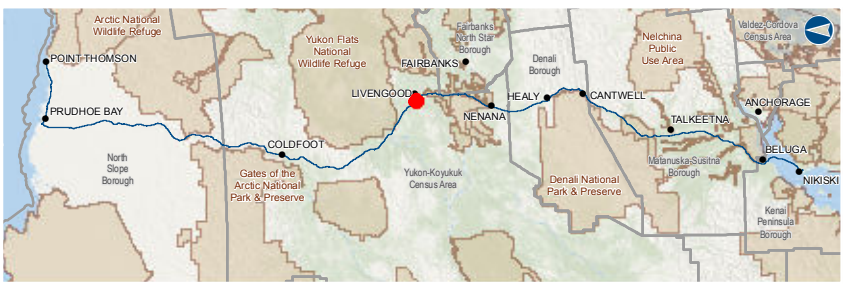 Arctic National
Wildlife Refuge
POINT THOMSON
PRUDHOE BAY
North
Slope
Borough
COLDFOOT
Gates of the
Arctic National
Park & Preserve
Yukon Flats
National
Wildlife Refuge
LIVENGOOD
Fairbanks
North Star
Borough
FAIRBANKS
NENANA
Yukon-Koyukuk
Census Area
Denali
Borough
HEALY
CANTWELL
Denali National
Park & Preserve
Nelchina
Public
Use Area
TALKEETNA
Matanuska-Susitna
Borough
Valdez-Cordova
Census Area
ANCHORAGE
BELUGA
NIKISKI
Kenai
Peninsula
Borough